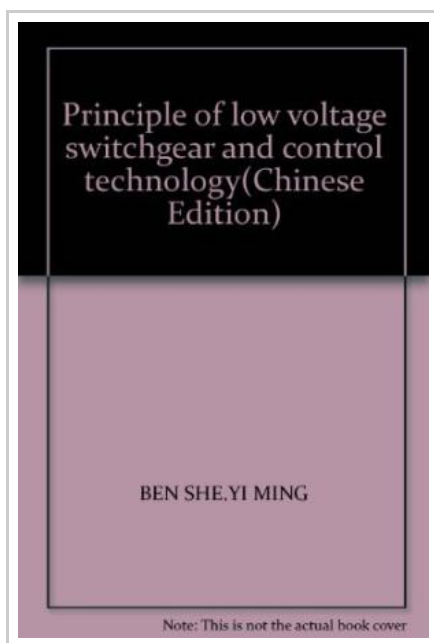 Principle of low voltage
switchgear and control
technology(Chinese
Edition)
BEN SHE.YI MING
Note: This is not the actual book cover